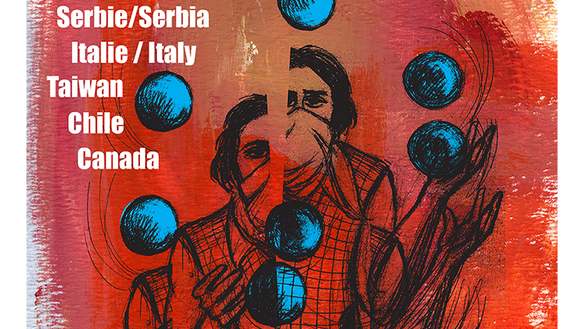 Serbie/Serbia
Italie / Italy
Taiwan
Chile
Canada